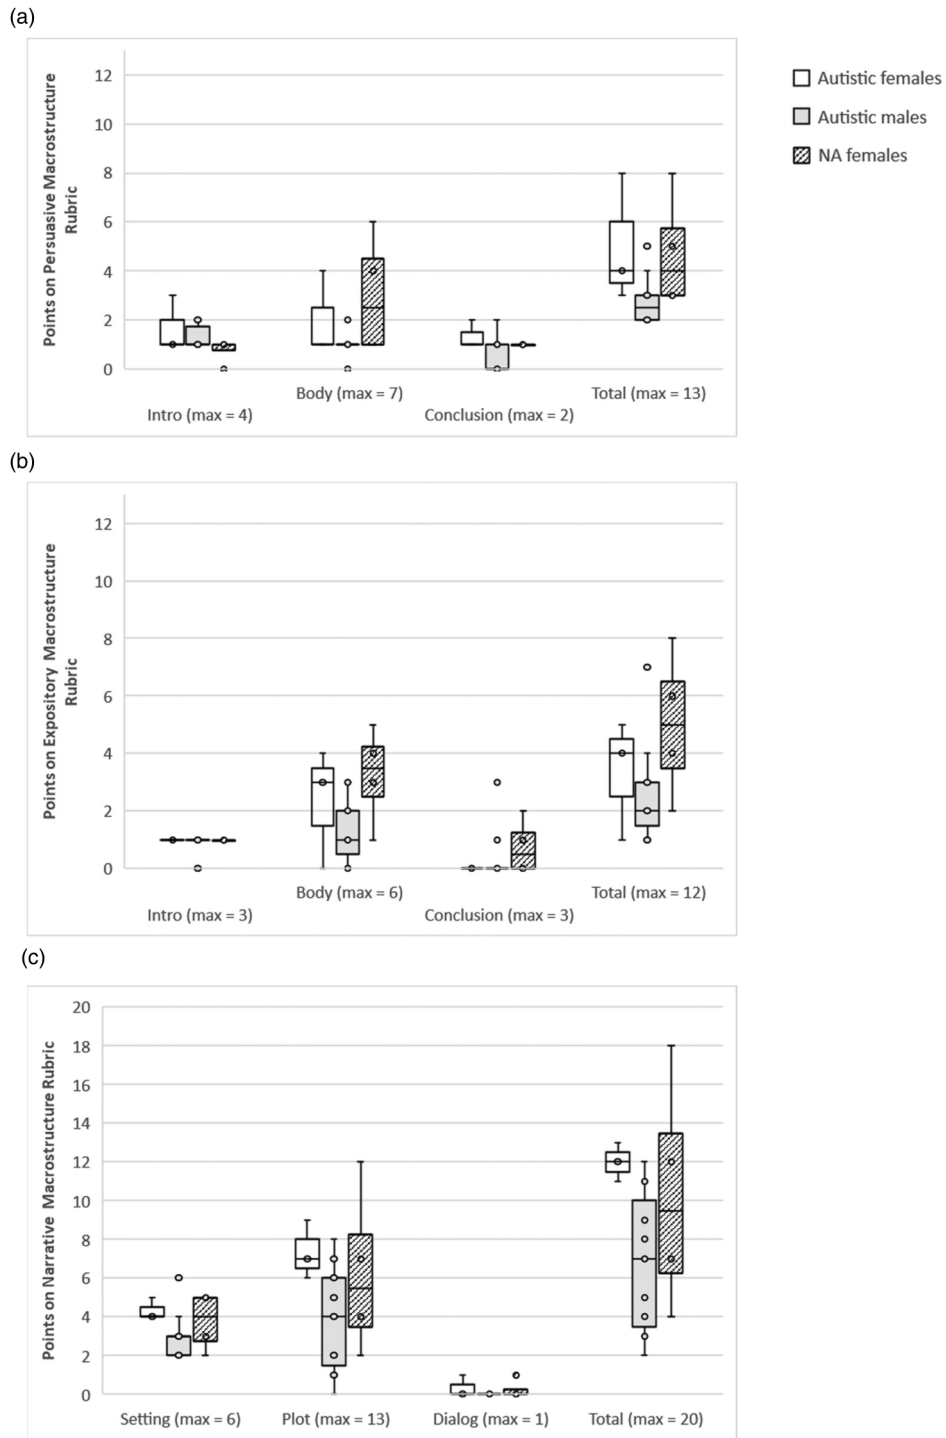 (a)
Points on Persuasive Macrostructure
Rubric
12
10
8
6
4
2
0
Intro (max = 4)
Body (max = 7)
Conclusion (max = 2)
Total (max = 13)
Autistic females
Autistic males
NA females
(b)
Points on Expository Macrostructure
Rubric
12
10
8
6
4
2
0
Intro (max = 3)
Body (max = 6)
Conclusion (max = 3)
Total (max = 12)
(c)
Points on Narrative Macrostructure Rubric
20
18
16
14
12
10
8
6
4
2
0
Setting (max = 6)
Plot (max = 13)
Dialog (max = 1)
Total (max = 20)